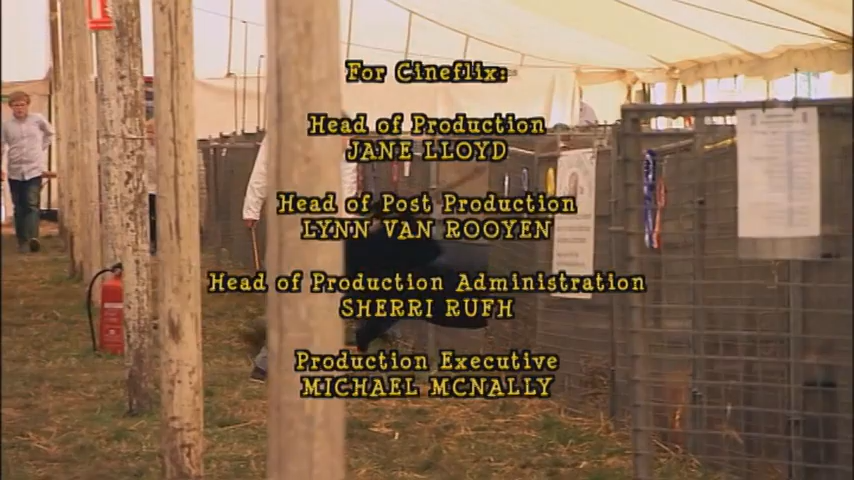 For Cineflix:
Head of Production
JANE LLOYD
Head of Post Production
LYNN VAN ROOYEN
Head of Production Administration
SHERRI RUFH
Production Executive
MICHAEL MCNALLY